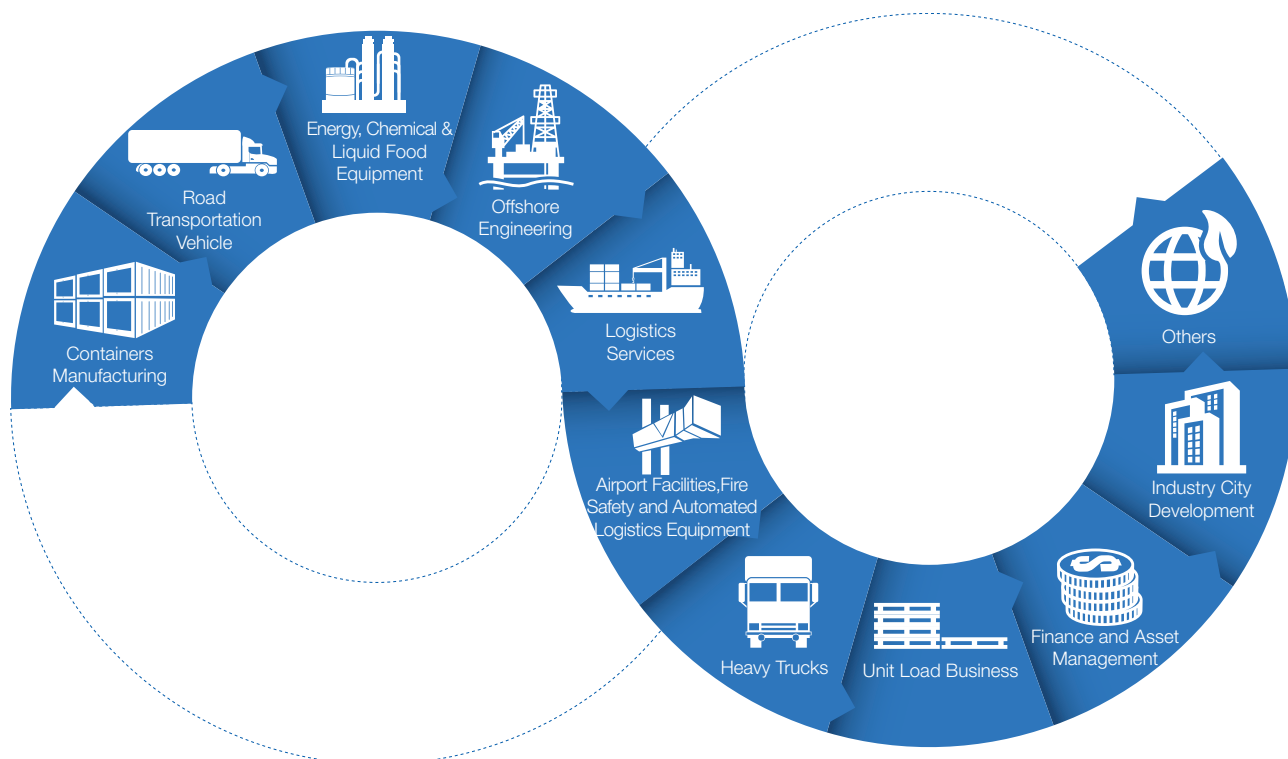 Containers
Manufacturing
Road
Transportation
Vehicle
Energy, Chemical &
Liquid Food
Equipment
Offshore
Engineering
Logistics
Services
Airport Facilities,Fire
Safety and Automated
Logistics Equipment
Heavy Trucks
Unit Load Business
Finance and Asset
Management
Industry City
Development
Others